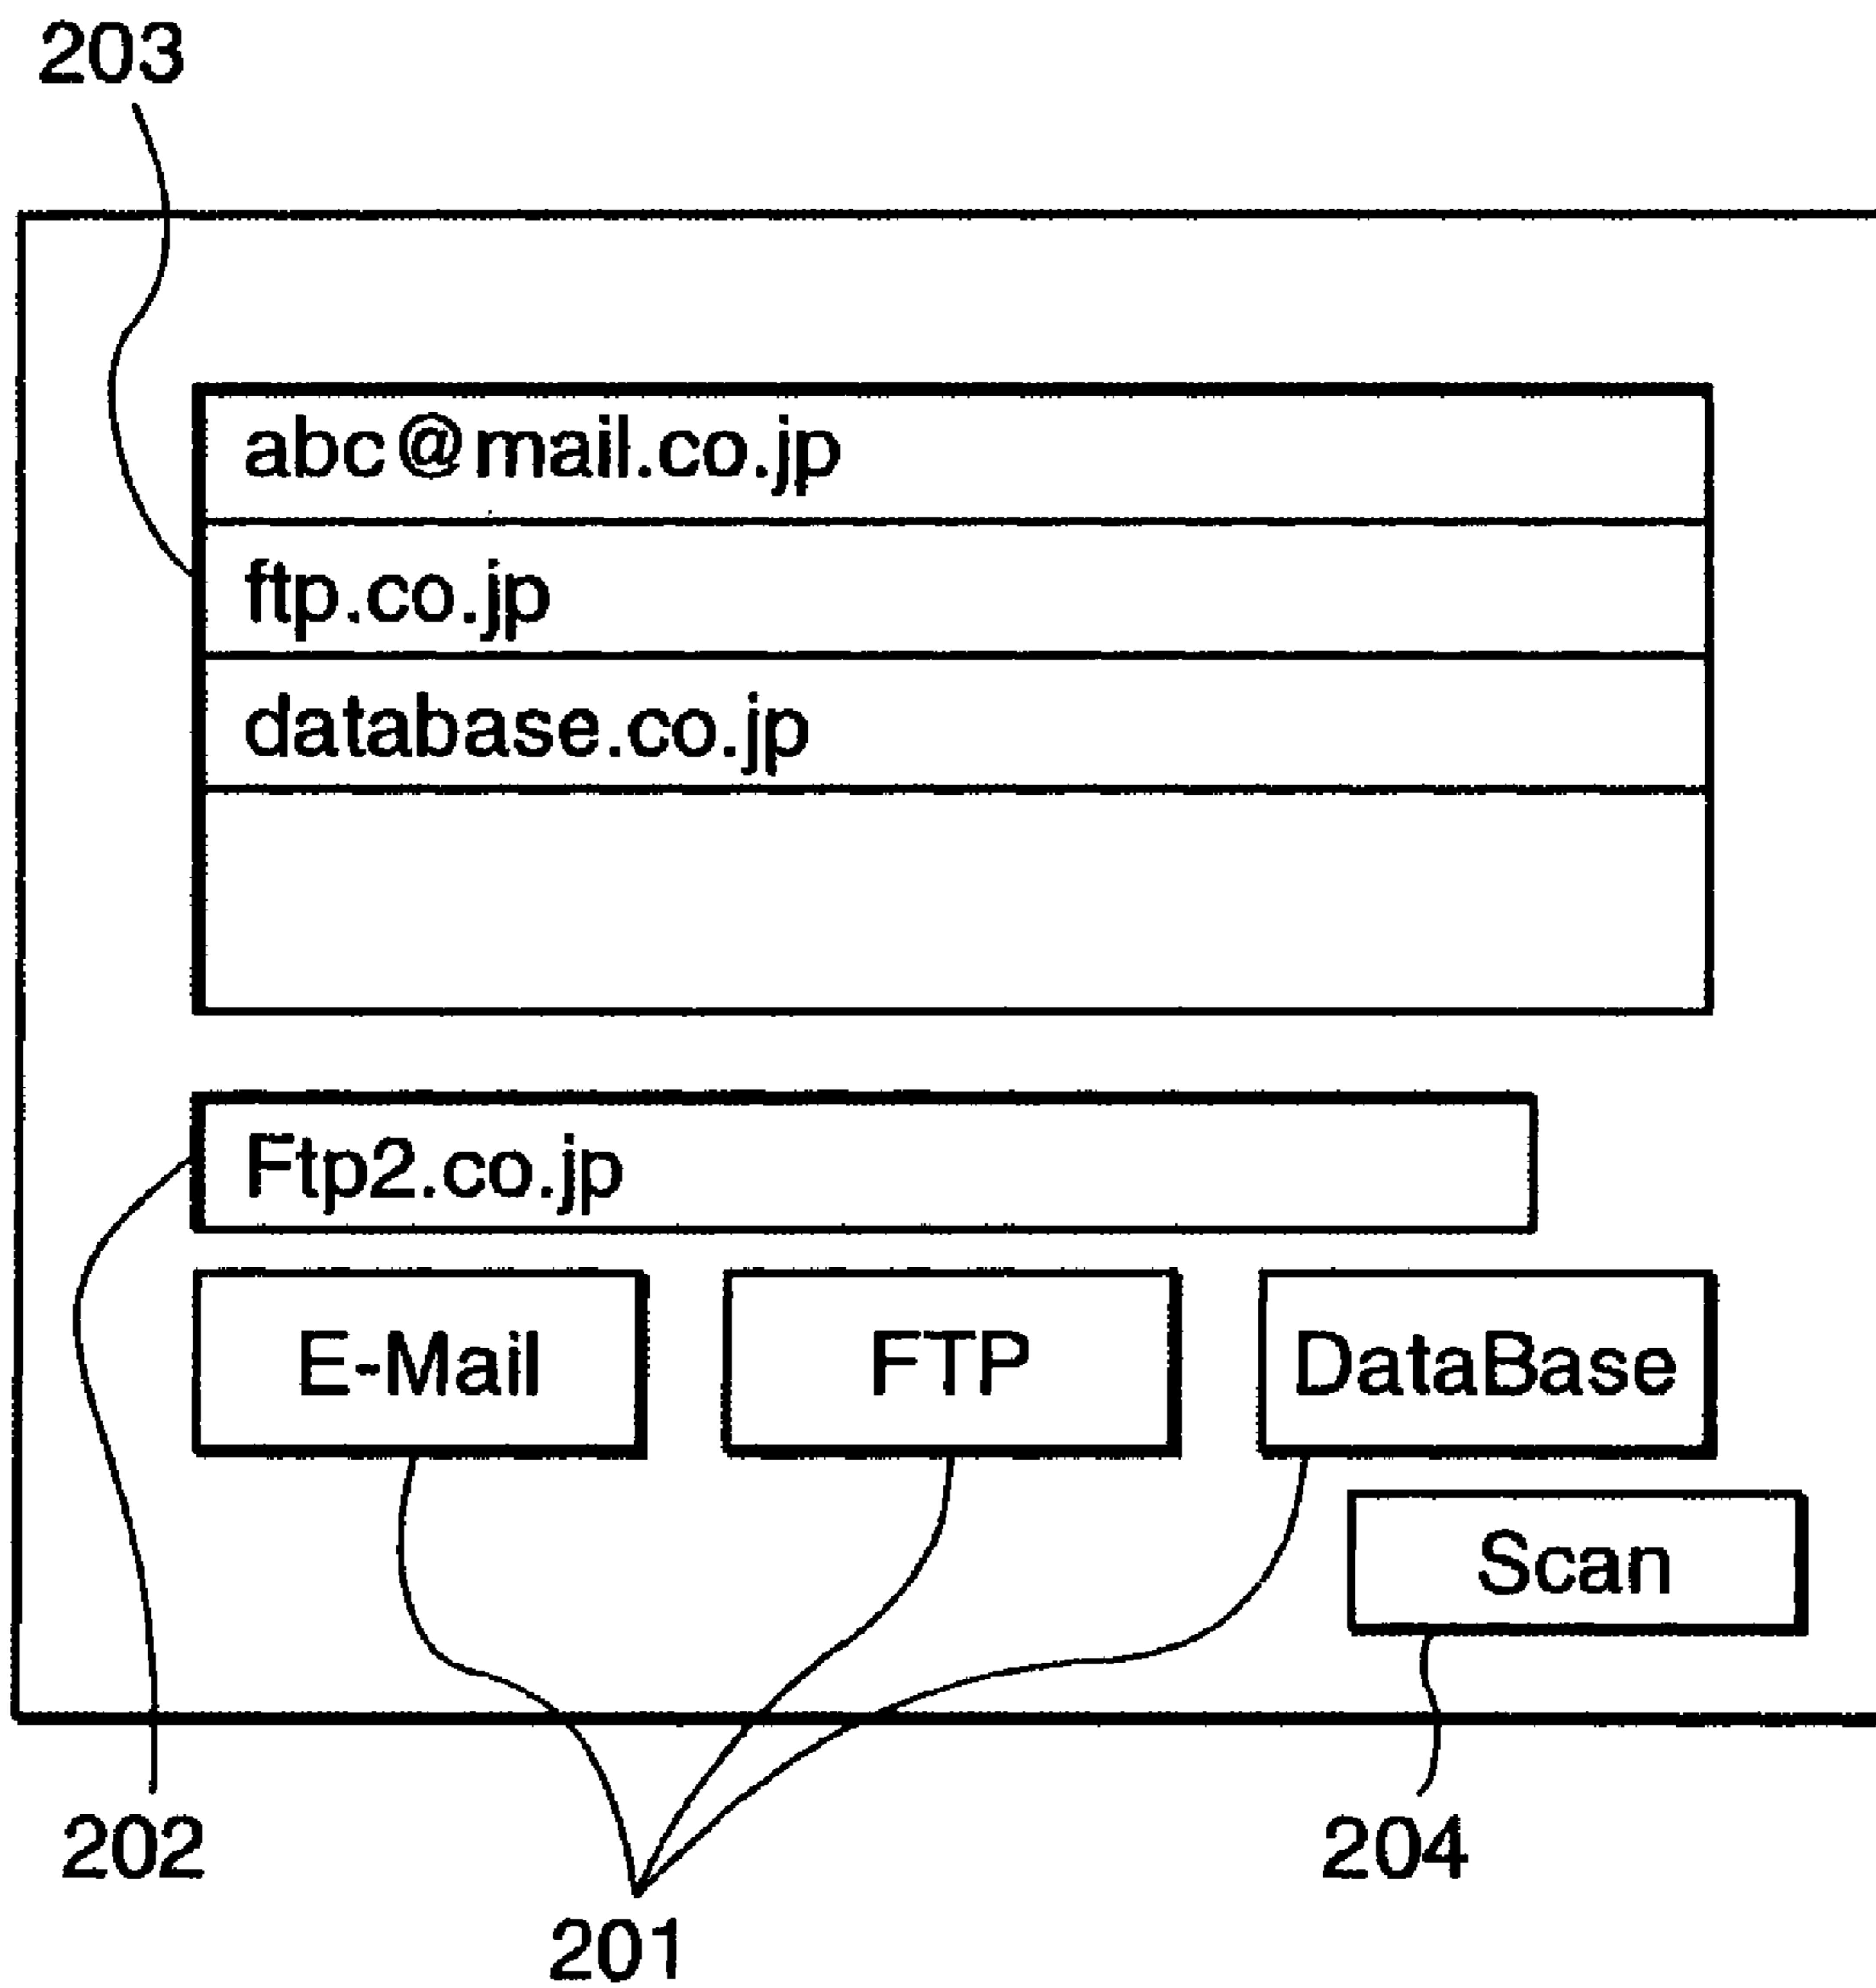 203
abc@mail.co.jp
ftp.co.jp
database.co.jp
Ftp2.co.jp
E-Mail FTP DataBase
Scan
202 204
201